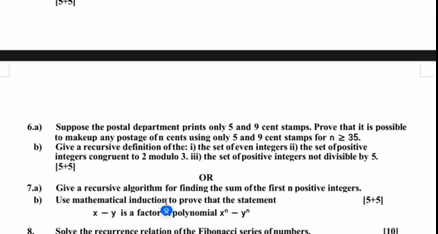 [5+5]
6.a) Suppose the postal department prints only 5 and 9 cent stamps. Prove that it is possible
to makeup any postage of n cents using only 5 and 9 cent stamps for n ≥ 35.
b) Give a recursive definition of the: i) the set of even integers ii) the set of positive
integers congruent to 2 modulo 3. iii) the set of positive integers not divisible by 5.
[5+5]
OR
7.a) Give a recursive algorithm for finding the sum of the first n positive integers.
b) Use mathematical induction to prove that the statement [5+5]
x − y is a factor polynomial xⁿ − yⁿ
8. Solve the recurrence relation of the Fibonacci series of numbers. [10]